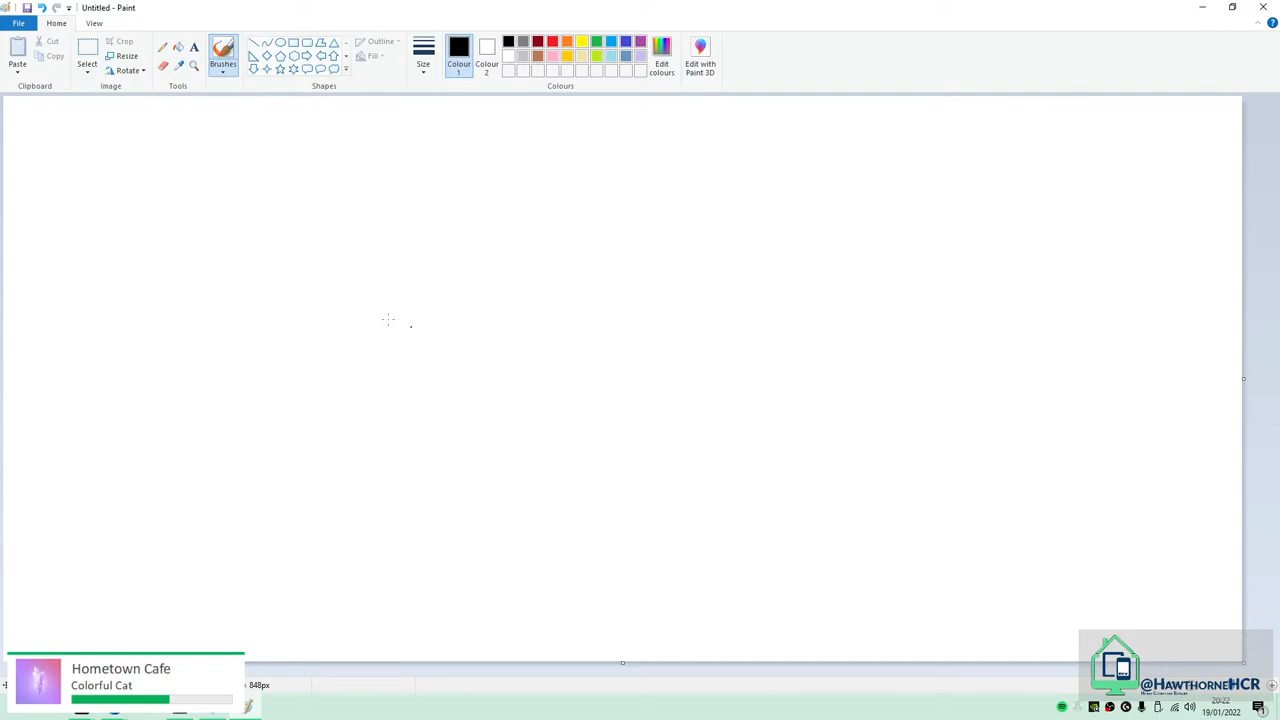 Untitled - Paint
File
Home
View
Paste
Cut
Copy
Clipboard
Select
Crop
Resize
Rotate
Image
Tools
Brushes
Shapes
Outline
Fill
Size
Colour
1
Colour
2
Edit
colours
Colours
Edit with
Paint 3D
Hometown Cafe
Colorful Cat
× 848px
@HAWTHORNEHCR
20:22
19/01/2022